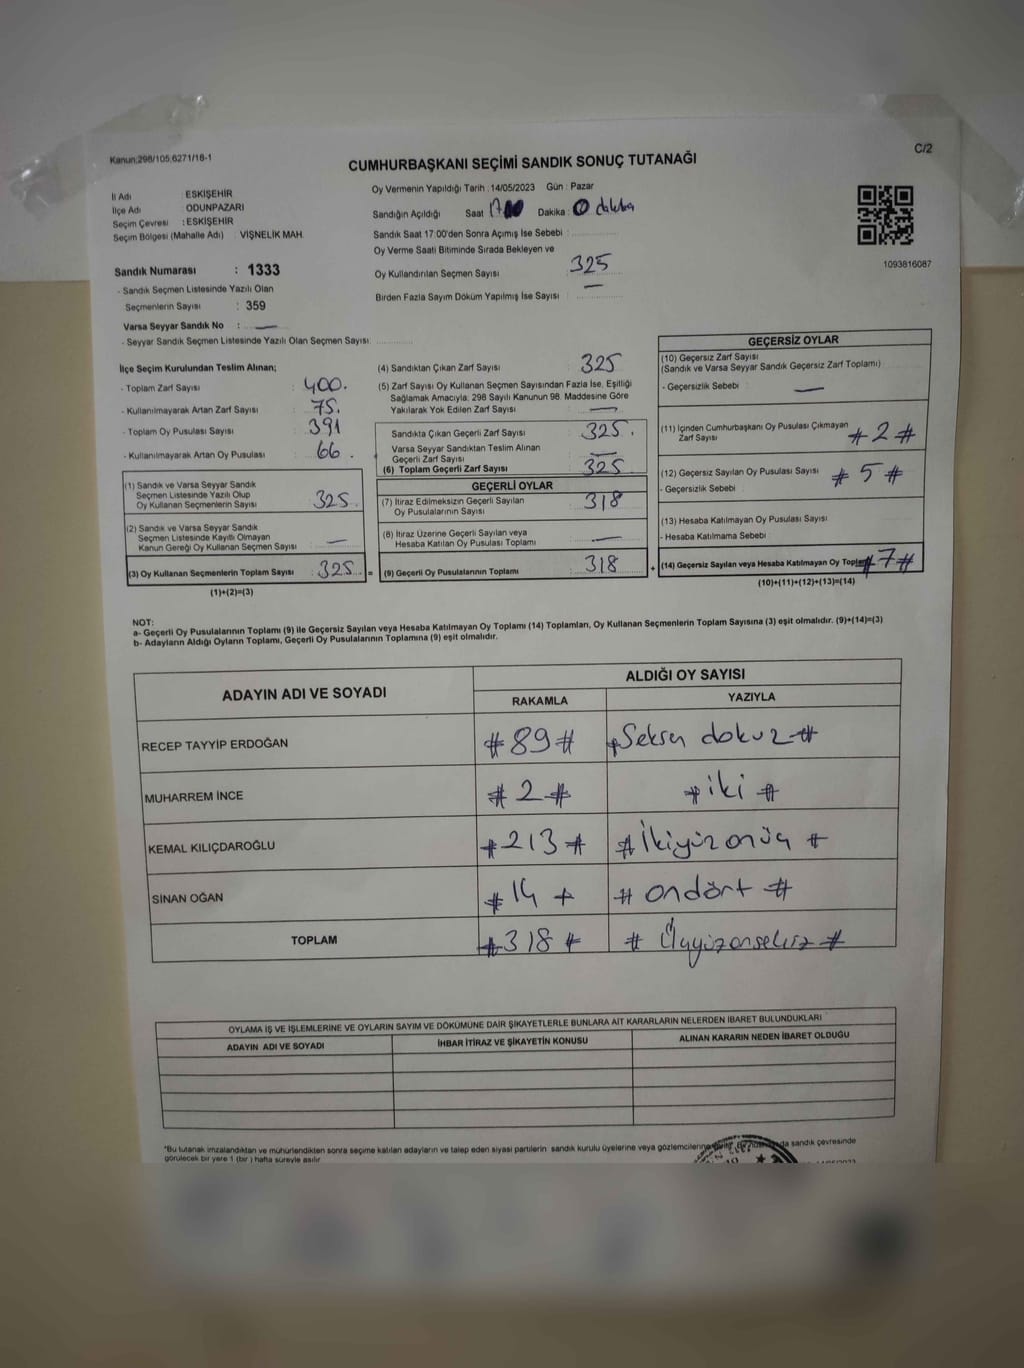 Kanun:298/105,6271/18-1
C/2
CUMHURBAŞKANI SEÇİMİ SANDIK SONUÇ TUTANAĞI
İl Adı : ESKİŞEHİR
İlçe Adı : ODUNPAZARI
Seçim Çevresi : ESKİŞEHİR
Seçim Bölgesi (Mahalle Adı) : VİŞNELİK MAH.
Sandık Numarası : 1333
- Sandık Seçmen Listesinde Yazılı Olan
Seçmenlerin Sayısı : 359
Varsa Seyyar Sandık No : —
- Seyyar Sandık Seçmen Listesinde Yazılı Olan Seçmen Sayısı:
Oy Vermenin Yapıldığı Tarih : 14/05/2023 Gün : Pazar
Sandığın Açıldığı Saat 17 Dakika : 0 dakika
Sandık Saat 17:00'den Sonra Açımış İse Sebebi :
Oy Verme Saati Bitiminde Sırada Bekleyen ve
Oy Kullandırılan Seçmen Sayısı : 325
Birden Fazla Sayım Döküm Yapılmış İse Sayısı : —
1093816087
İlçe Seçim Kurulundan Teslim Alınan;
- Toplam Zarf Sayısı : 400.
- Kullanılmayarak Artan Zarf Sayısı : 75.
- Toplam Oy Pusulası Sayısı : 391
- Kullanılmayarak Artan Oy Pusulası : 66.
(1) Sandık ve Varsa Seyyar Sandık
Seçmen Listesinde Yazılı Olup
Oy Kullanan Seçmenlerin Sayısı : 325
(2) Sandık ve Varsa Seyyar Sandık
Seçmen Listesinde Kayıtlı Olmayan
Kanun Gereği Oy Kullanan Seçmen Sayısı : —
(3) Oy Kullanan Seçmenlerin Toplam Sayısı : 325 =
(1)+(2)=(3)
(4) Sandıktan Çıkan Zarf Sayısı : 325
(5) Zarf Sayısı Oy Kullanan Seçmen Sayısından Fazla İse, Eşitliği
Sağlamak Amacıyla; 298 Sayılı Kanunun 98. Maddesine Göre
Yakılarak Yok Edilen Zarf Sayısı : —
Sandıkta Çıkan Geçerli Zarf Sayısı : 325.
Varsa Seyyar Sandıktan Teslim Alınan
Geçerli Zarf Sayısı : —
(6) Toplam Geçerli Zarf Sayısı : 325
GEÇERLİ OYLAR
(7) İtiraz Edilmeksizin Geçerli Sayılan
Oy Pusulalarının Sayısı : 318
(8) İtiraz Üzerine Geçerli Sayılan veya
Hesaba Katılan Oy Pusulası Toplamı : —
(9) Geçerli Oy Pusulalarının Toplamı : 318 +
GEÇERSİZ OYLAR
(10) Geçersiz Zarf Sayısı
(Sandık ve Varsa Seyyar Sandık Geçersiz Zarf Toplamı) :
- Geçersizlik Sebebi : —
(11) İçinden Cumhurbaşkanı Oy Pusulası Çıkmayan
Zarf Sayısı : # 2 #
(12) Geçersiz Sayılan Oy Pusulası Sayısı : # 5 #
- Geçersizlik Sebebi :
(13) Hesaba Katılmayan Oy Pusulası Sayısı :
- Hesaba Katılmama Sebebi :
(14) Geçersiz Sayılan veya Hesaba Katılmayan Oy Toplamı # 7 #
(10)+(11)+(12)+(13)=(14)
NOT:
a- Geçerli Oy Pusulalarının Toplamı (9) ile Geçersiz Sayılan veya Hesaba Katılmayan Oy Toplamı (14) Toplamları, Oy Kullanan Seçmenlerin Toplam Sayısına (3) eşit olmalıdır. (9)+(14)=(3)
b- Adayların Aldığı Oyların Toplamı, Geçerli Oy Pusulalarının Toplamına (9) eşit olmalıdır.
ADAYIN ADI VE SOYADI
ALDIĞI OY SAYISI
RAKAMLA YAZIYLA
RECEP TAYYİP ERDOĞAN # 89 # # Seksen dokuz #
MUHARREM İNCE # 2 # # iki #
KEMAL KILIÇDAROĞLU # 213 # # İkiyüzonüç #
SİNAN OĞAN # 14 # # ondört #
TOPLAM # 318 # # Üçyüzonsekiz #
OYLAMA İŞ VE İŞLEMLERİNE VE OYLARIN SAYIM VE DÖKÜMÜNE DAİR ŞİKAYETLERLE BUNLARA AİT KARARLARIN NELERDEN İBARET BULUNDUKLARI
ADAYIN ADI VE SOYADI İHBAR İTİRAZ VE ŞİKAYETİN KONUSU ALINAN KARARIN NEDEN İBARET OLDUĞU
*Bu tutanak imzalandıktan ve mühürlendikten sonra seçime katılan adayların ve talep eden siyasi partilerin sandık kurulu üyelerine veya gözlemcilerine sandık çevresinde
görülecek bir yere 1 (bir) hafta süreyle asılır